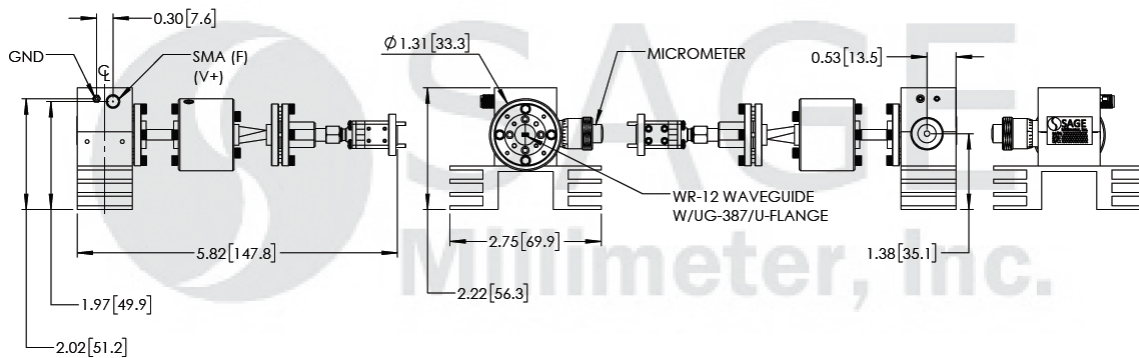 0.30[7.6]
GND
℄
SMA (F)
(V+)
Ø1.31[33.3]
MICROMETER
0.53[13.5]
SAGE
SAGE
WR-12 WAVEGUIDE
W/UG-387/U-FLANGE
5.82[147.8]
2.75[69.9]
1.38[35.1]
Millimeter, Inc.
1.97[49.9]
2.22[56.3]
2.02[51.2]